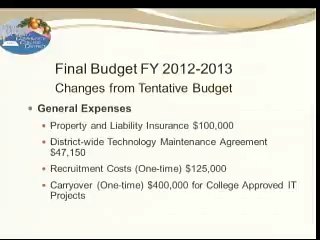 Final Budget FY 2012-2013
Changes from Tentative Budget
General Expenses
Property and Liability Insurance $100,000
District-wide Technology Maintenance Agreement
$47,150
Recruitment Costs (One-time) $125,000
Carryover (One-time) $400,000 for College Approved IT
Projects